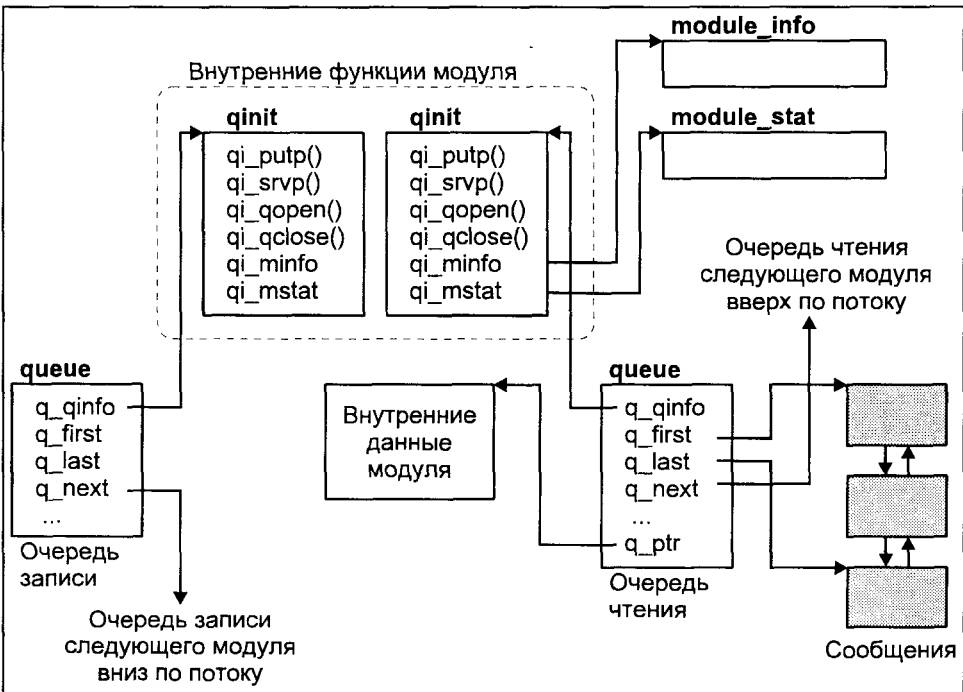 module_info
Внутренние функции модуля
qinit
qi_putp()
qi_srvp()
qi_qopen()
qi_qclose()
qi_minfo
qi_mstat
qinit
qi_putp()
qi_srvp()
qi_qopen()
qi_qclose()
qi_minfo
qi_mstat
module_stat
Очередь чтения
следующего модуля
вверх по потоку
queue
q_qinfo
q_first
q_last
q_next
...
Очередь
записи
Очередь записи
следующего модуля
вниз по потоку
Внутренние
данные
модуля
queue
q_qinfo
q_first
q_last
q_next
...
q_ptr
Очередь
чтения
Сообщения